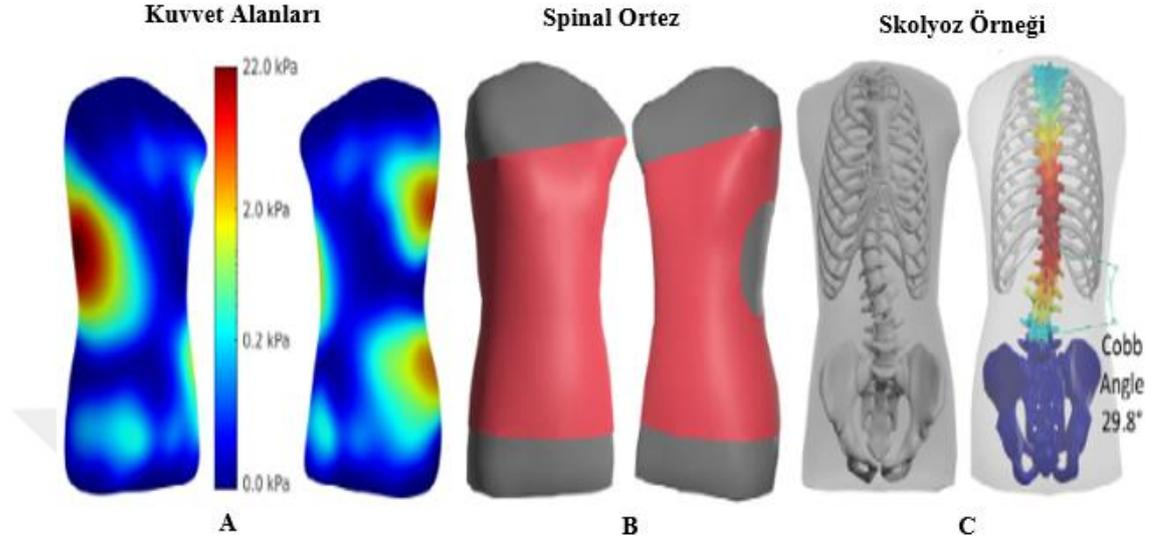 Kuvvet Alanları
Spinal Ortez
Skolyoz Örneği
22.0 kPa
2.0 kPa
0.2 kPa
0.0 kPa
Cobb
Angle
29.8°
A
B
C